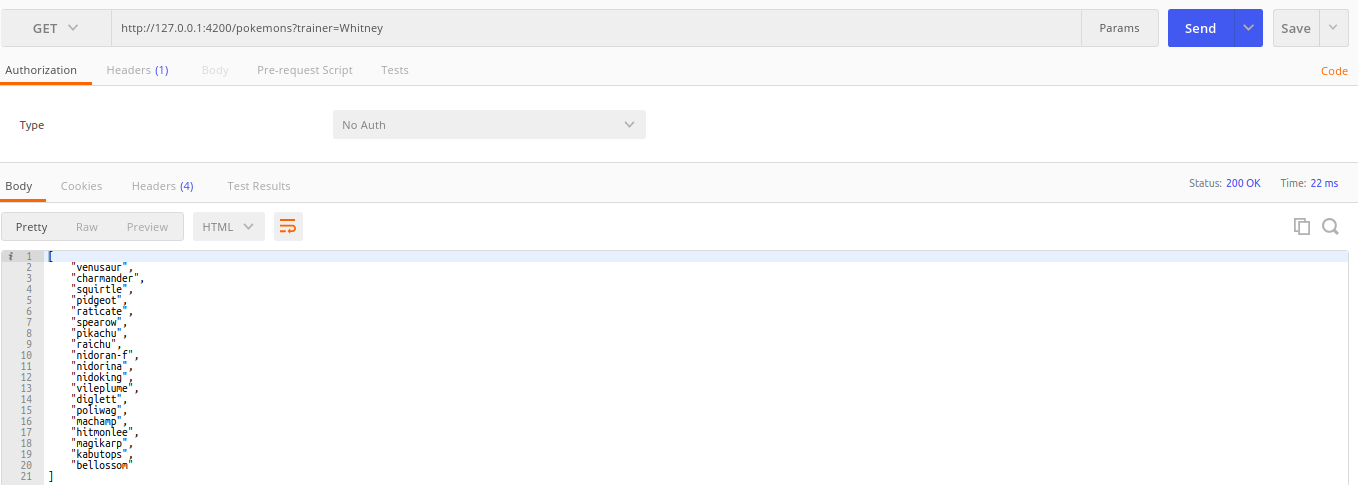 GET http://127.0.0.1:4200/pokemons?trainer=Whitney Params Send Save
Authorization Headers (1) Body Pre-request Script Tests Code
Type No Auth
Body Cookies Headers (4) Test Results Status: 200 OK Time: 22 ms
Pretty Raw Preview HTML
i 1 [
2 "venusaur",
3 "charmander",
4 "squirtle",
5 "pidgeot",
6 "raticate",
7 "spearow",
8 "pikachu",
9 "raichu",
10 "nidoran-f",
11 "nidorina",
12 "nidoking",
13 "vileplume",
14 "diglett",
15 "poliwag",
16 "machamp",
17 "hitmonlee",
18 "magikarp",
19 "kabutops",
20 "bellossom"
21 ]